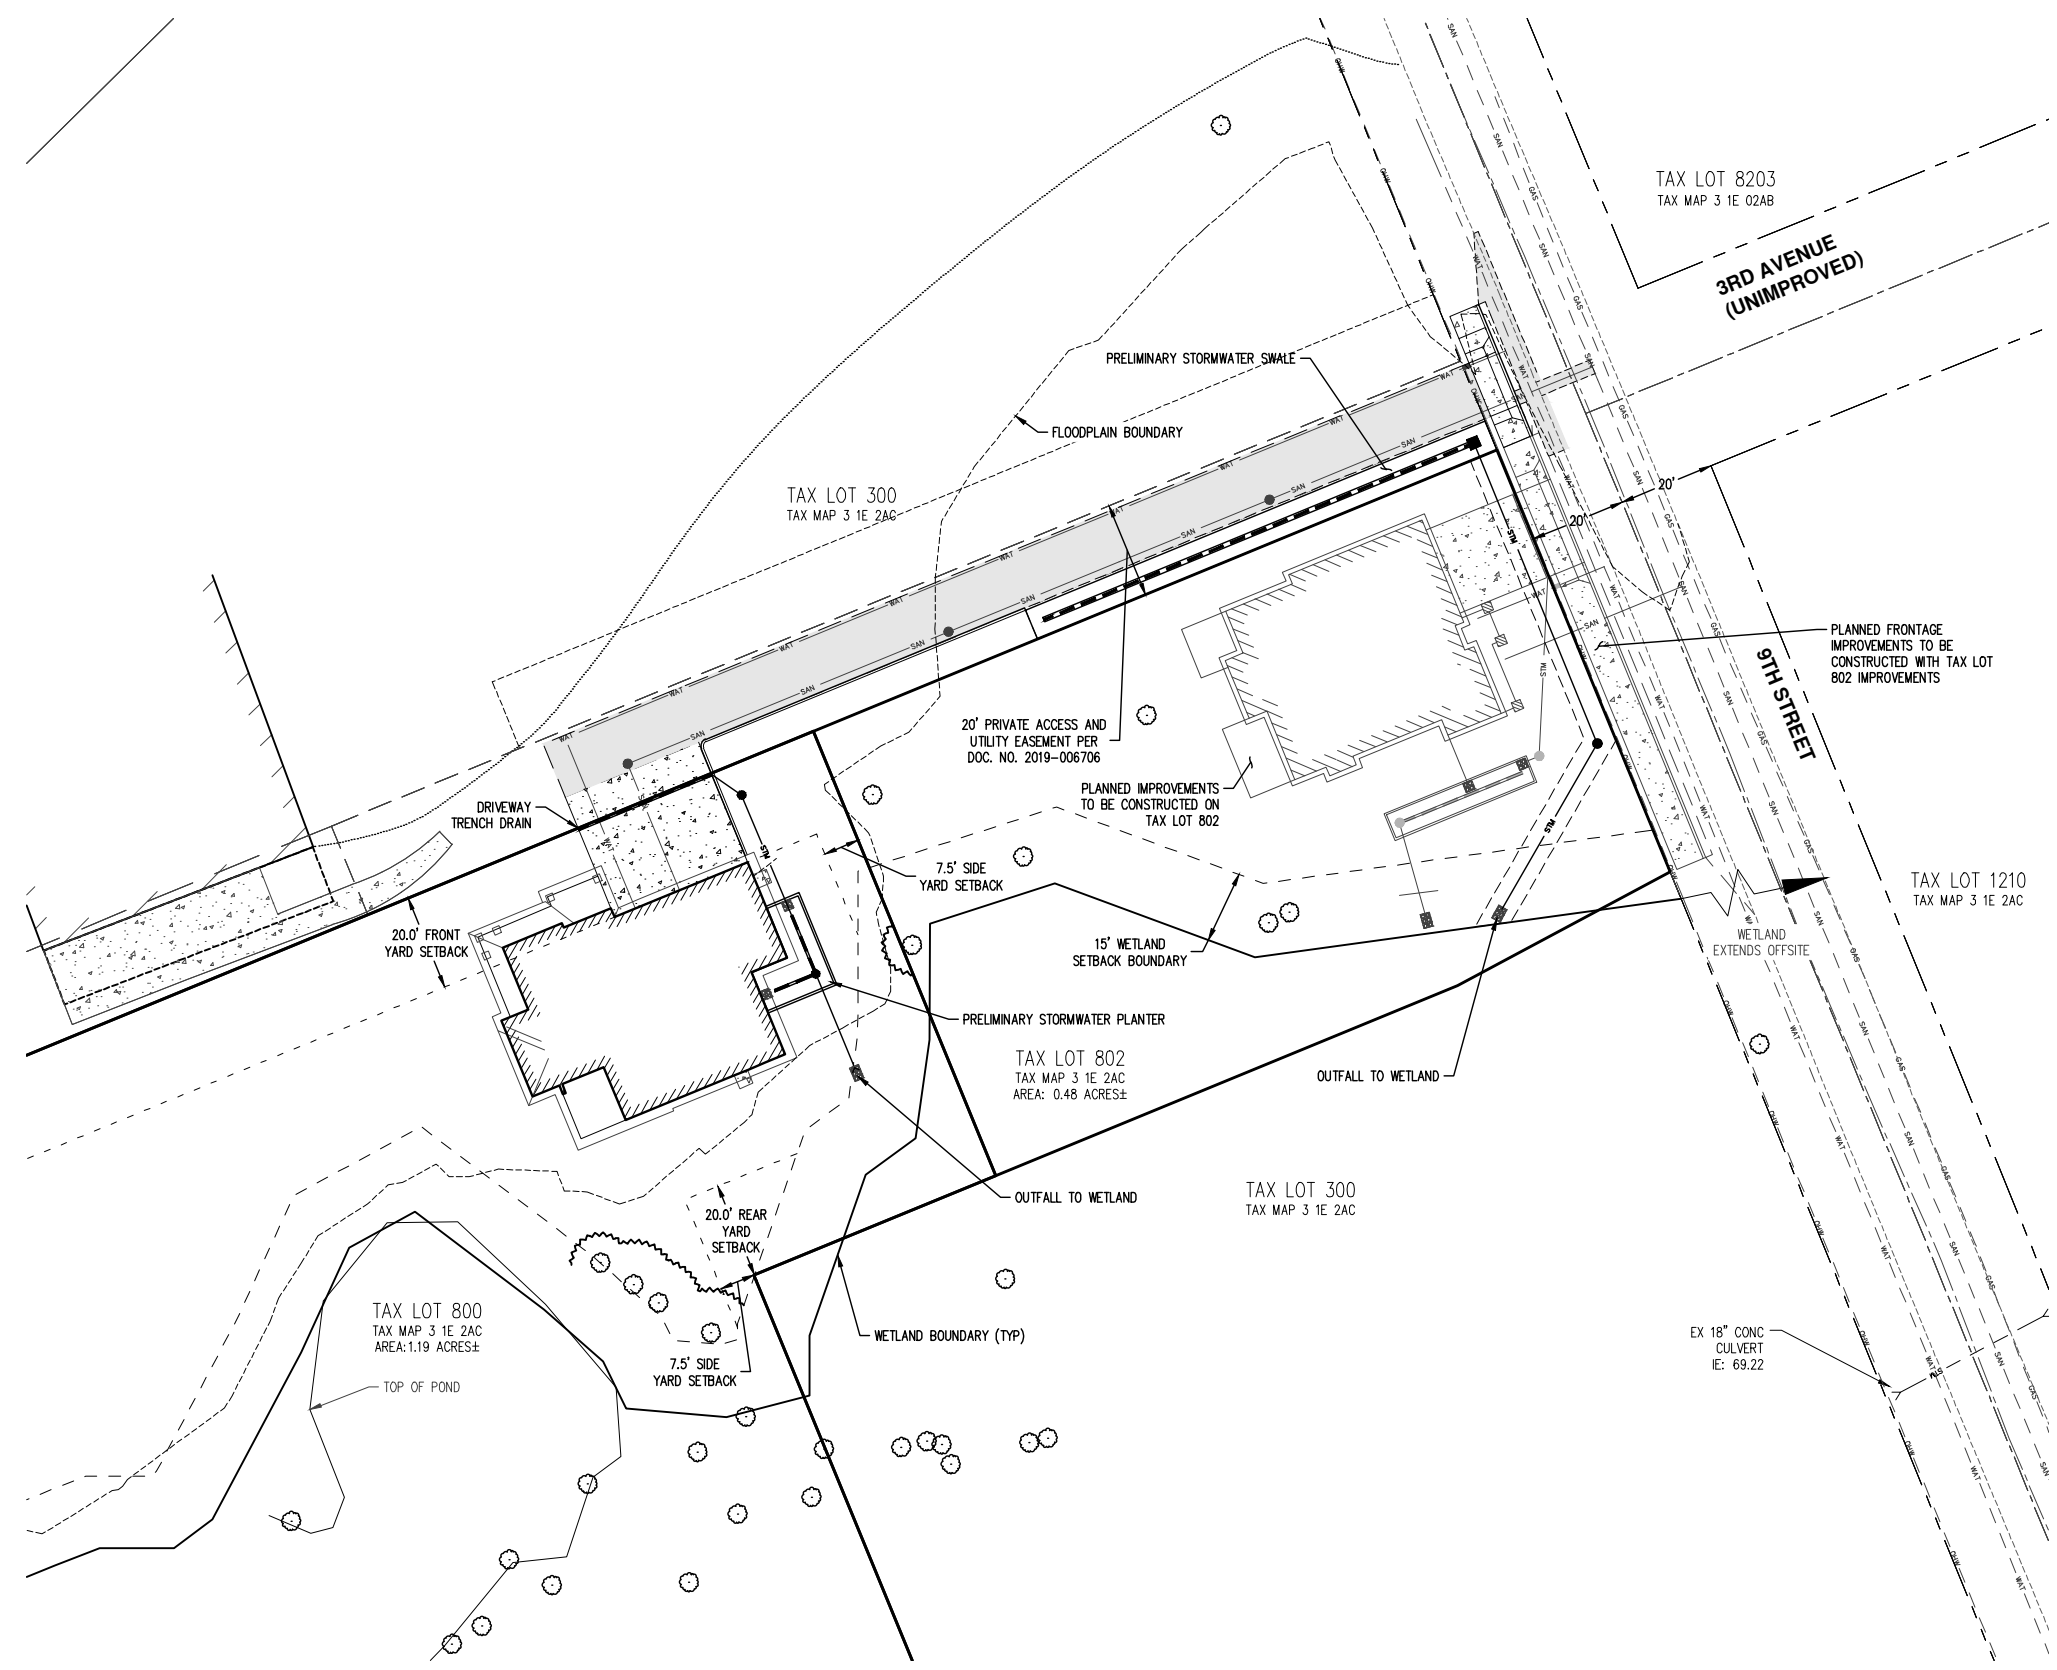 TAX LOT 8203
TAX MAP 3 1E 02AB
3RD AVENUE
(UNIMPROVED)
PRELIMINARY STORMWATER SWALE
FLOODPLAIN BOUNDARY
TAX LOT 300
TAX MAP 3 1E 2AC
20'
20'
PLANNED FRONTAGE
IMPROVEMENTS TO BE
CONSTRUCTED WITH TAX LOT
802 IMPROVEMENTS
9TH STREET
20' PRIVATE ACCESS AND
UTILITY EASEMENT PER
DOC. NO. 2019-006706
PLANNED IMPROVEMENTS
TO BE CONSTRUCTED ON
TAX LOT 802
DRIVEWAY
TRENCH DRAIN
7.5' SIDE
YARD SETBACK
20.0' FRONT
YARD SETBACK
15' WETLAND
SETBACK BOUNDARY
TAX LOT 1210
TAX MAP 3 1E 2AC
WETLAND
EXTENDS OFFSITE
PRELIMINARY STORMWATER PLANTER
TAX LOT 802
TAX MAP 3 1E 2AC
AREA: 0.48 ACRES±
OUTFALL TO WETLAND
OUTFALL TO WETLAND
TAX LOT 300
TAX MAP 3 1E 2AC
20.0' REAR
YARD
SETBACK
TAX LOT 800
TAX MAP 3 1E 2AC
AREA:1.19 ACRES±
WETLAND BOUNDARY (TYP)
7.5' SIDE
YARD SETBACK
TOP OF POND
EX 18" CONC
CULVERT
IE: 69.22
WAT
SAN
GAS
OHW
STM